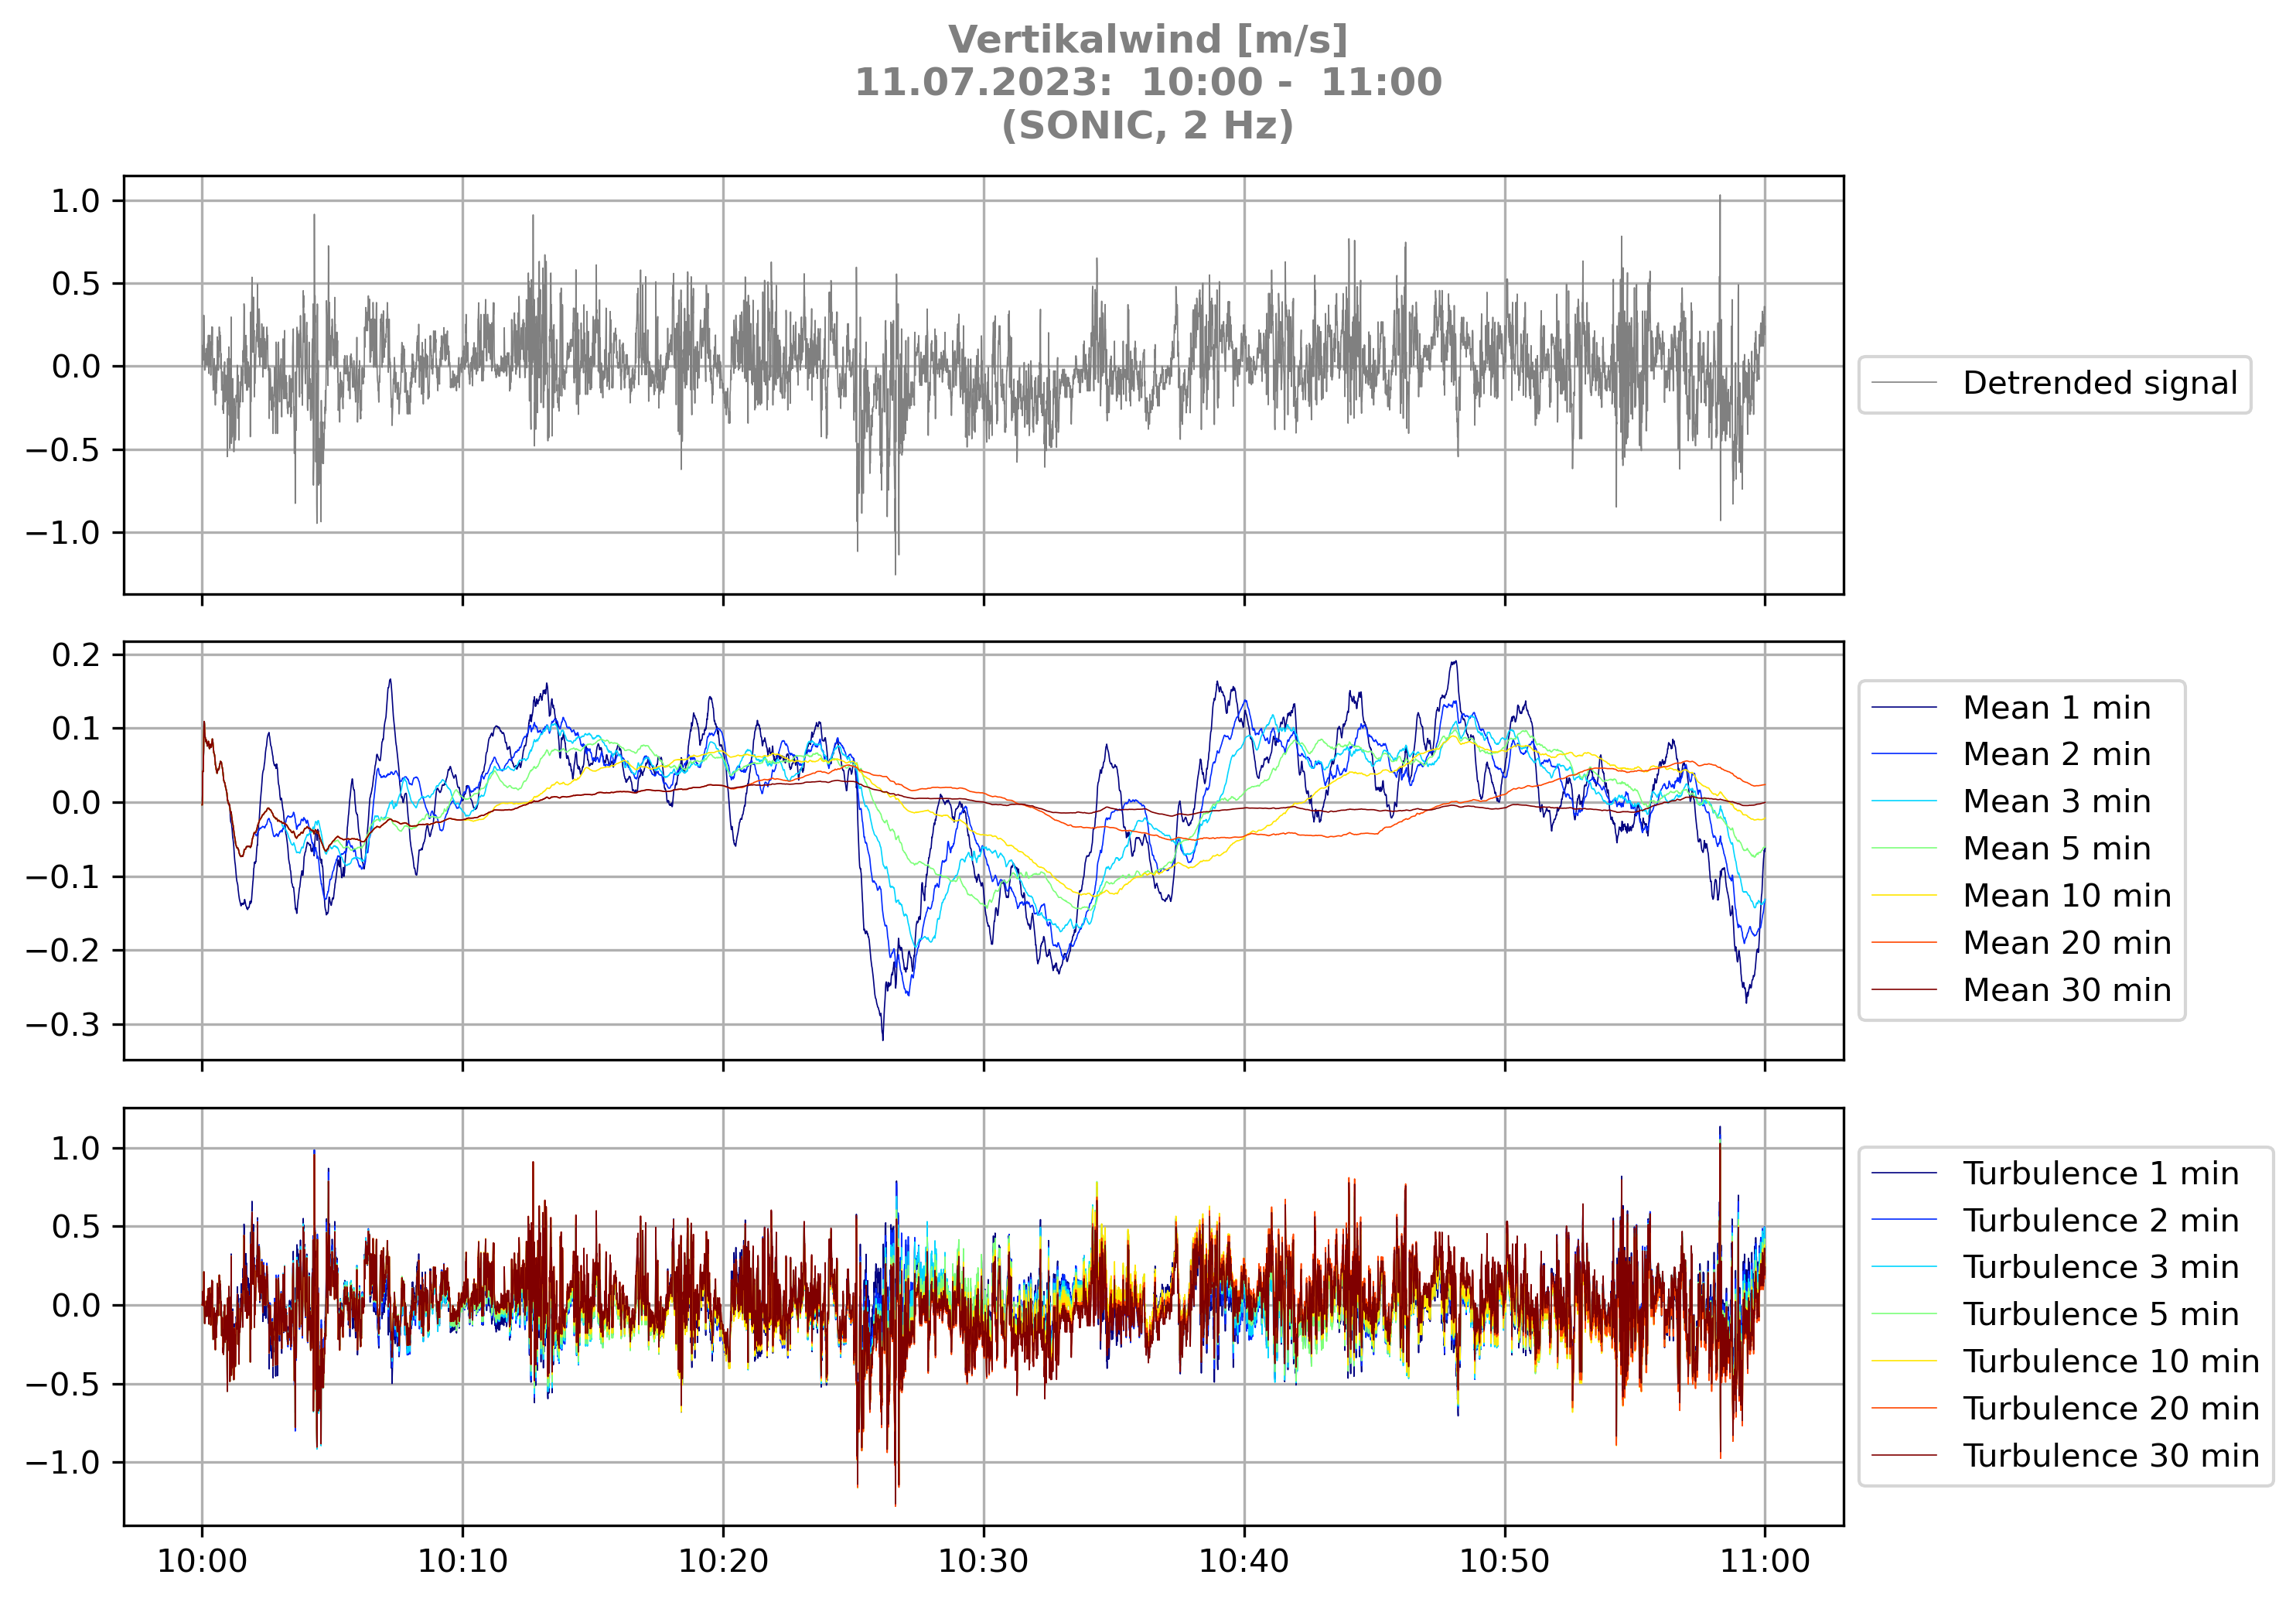 Vertikalwind [m/s]
11.07.2023:  10:00 -  11:00
(SONIC, 2 Hz)
1.0
0.5
0.0
−0.5
−1.0
Detrended signal
0.2
0.1
0.0
−0.1
−0.2
−0.3
Mean 1 min
Mean 2 min
Mean 3 min
Mean 5 min
Mean 10 min
Mean 20 min
Mean 30 min
1.0
0.5
0.0
−0.5
−1.0
Turbulence 1 min
Turbulence 2 min
Turbulence 3 min
Turbulence 5 min
Turbulence 10 min
Turbulence 20 min
Turbulence 30 min
10:00 10:10 10:20 10:30 10:40 10:50 11:00